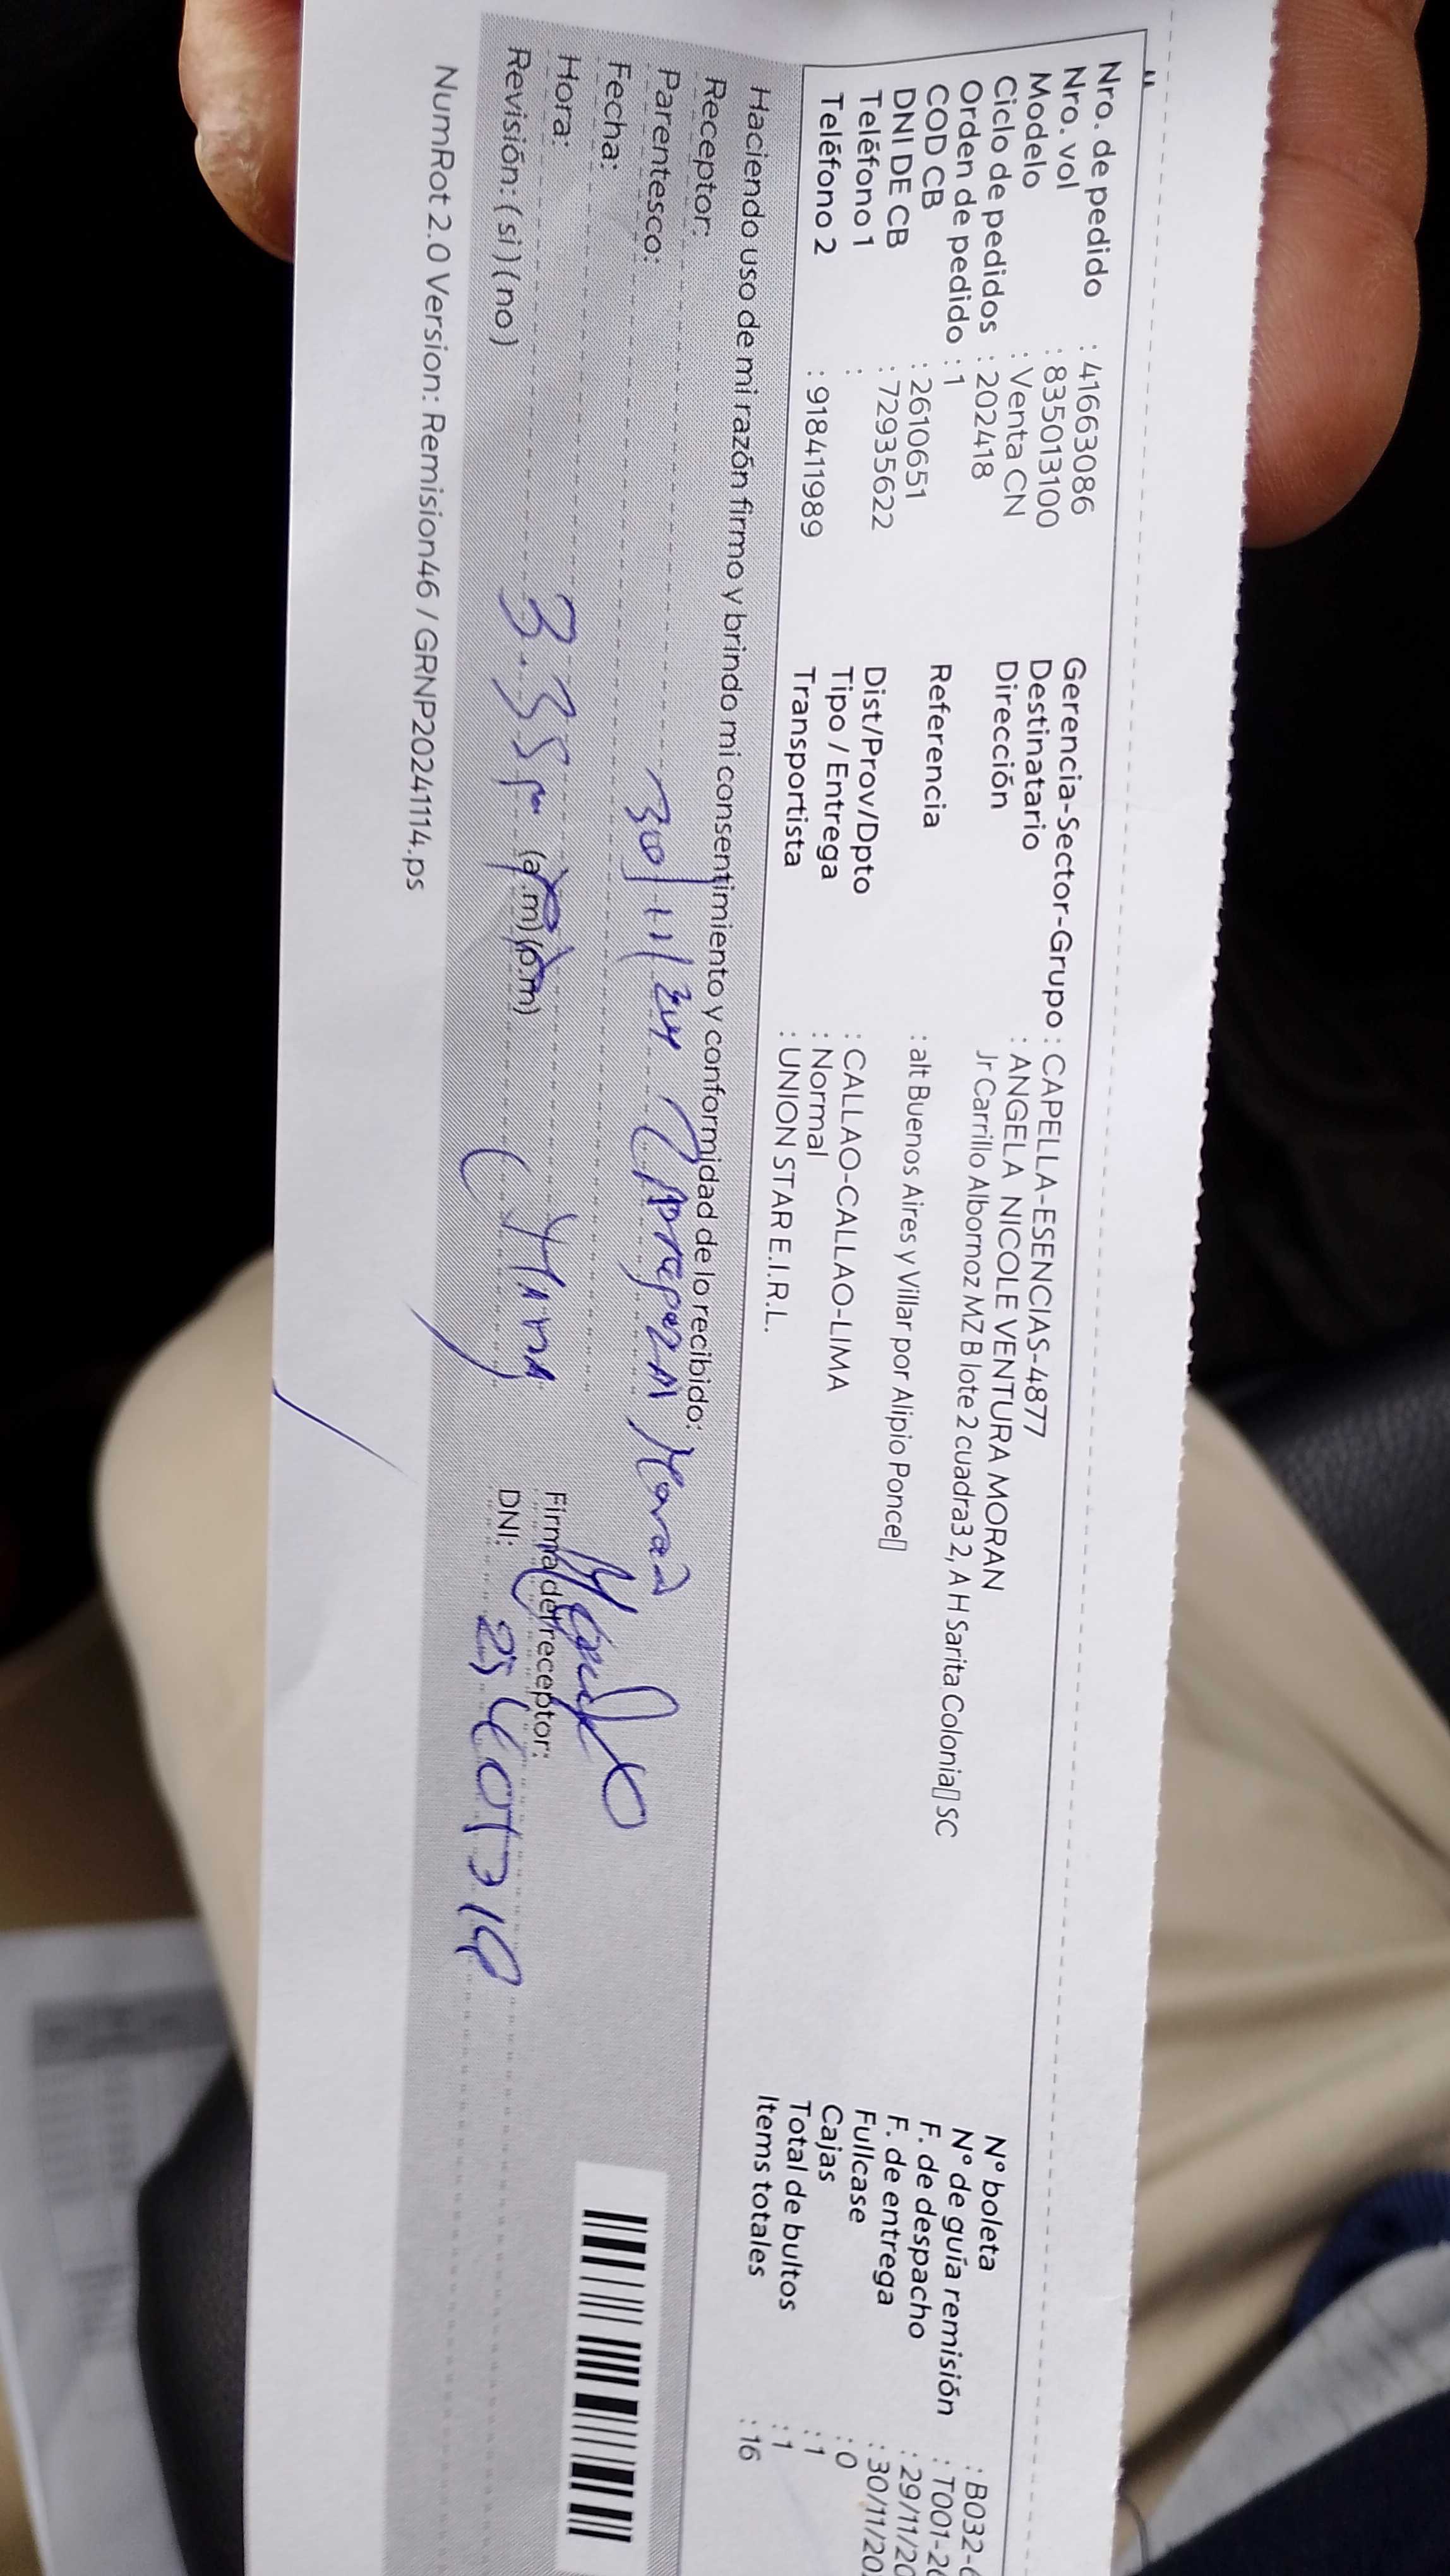 Nro. de pedido : 41663086
Nro. vol : 835013100
Modelo : Venta CN
Ciclo de pedidos : 202418
Orden de pedido : 1
COD CB : 2610651
DNI DE CB : 72935622
Teléfono 1 :
Teléfono 2 : 918411989
Gerencia-Sector-Grupo : CAPELLA-ESENCIAS-4877
Destinatario : ANGELA NICOLE VENTURA MORAN
Dirección Jr Carrillo Albornoz MZ B lote 2 cuadra3 2, A H Sarita Colonia▯ SC
Referencia : alt Buenos Aires y Villar por Alipio Ponce▯
Dist/Prov/Dpto : CALLAO-CALLAO-LIMA
Tipo / Entrega : Normal
Transportista : UNION STAR E.I.R.L.
N° boleta : B032-
N° de guía remisión : T001-2
F. de despacho : 29/11/20
F. de entrega : 30/11/20
Fullcase : 0
Cajas : 1
Total de bultos : 1
Items totales : 16
Haciendo uso de mi razón firmo y brindo mi consentimiento y conformidad de lo recibido:
Receptor:
Parentesco:
Fecha: 30/11/24
Hora: 3.35 (a.m)(p.m)
Revisión: (si) (no)
Firma del receptor:
DNI:
NumRot 2.0 Version: Remision46 / GRNP20241114.ps